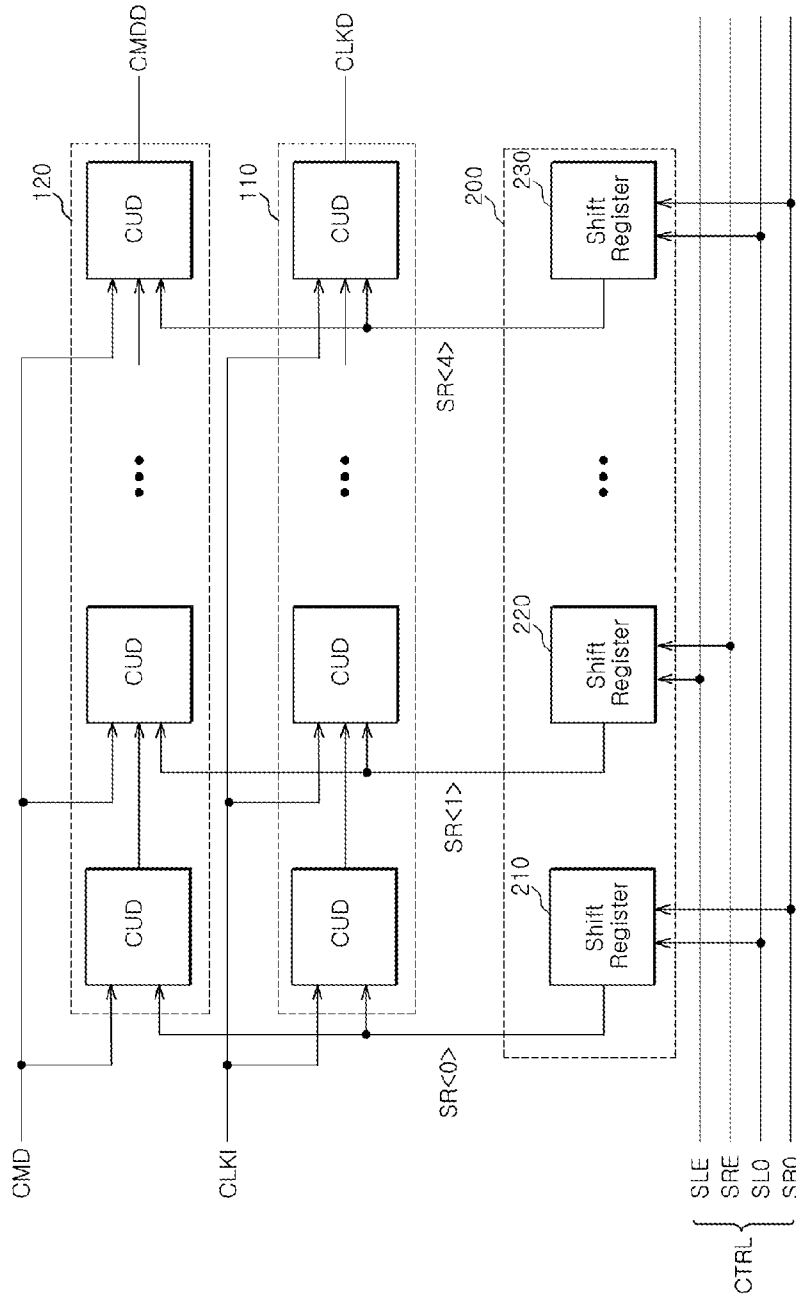 CMD
120
CUD
CUD
CUD
CMDD
CLKI
110
CUD
CUD
CUD
CLKD
SR<0>
SR<1>
SR<4>
200
210
220
230
Shift
Register
Shift
Register
Shift
Register
CTRL
SLE
SRE
SLO
SRO